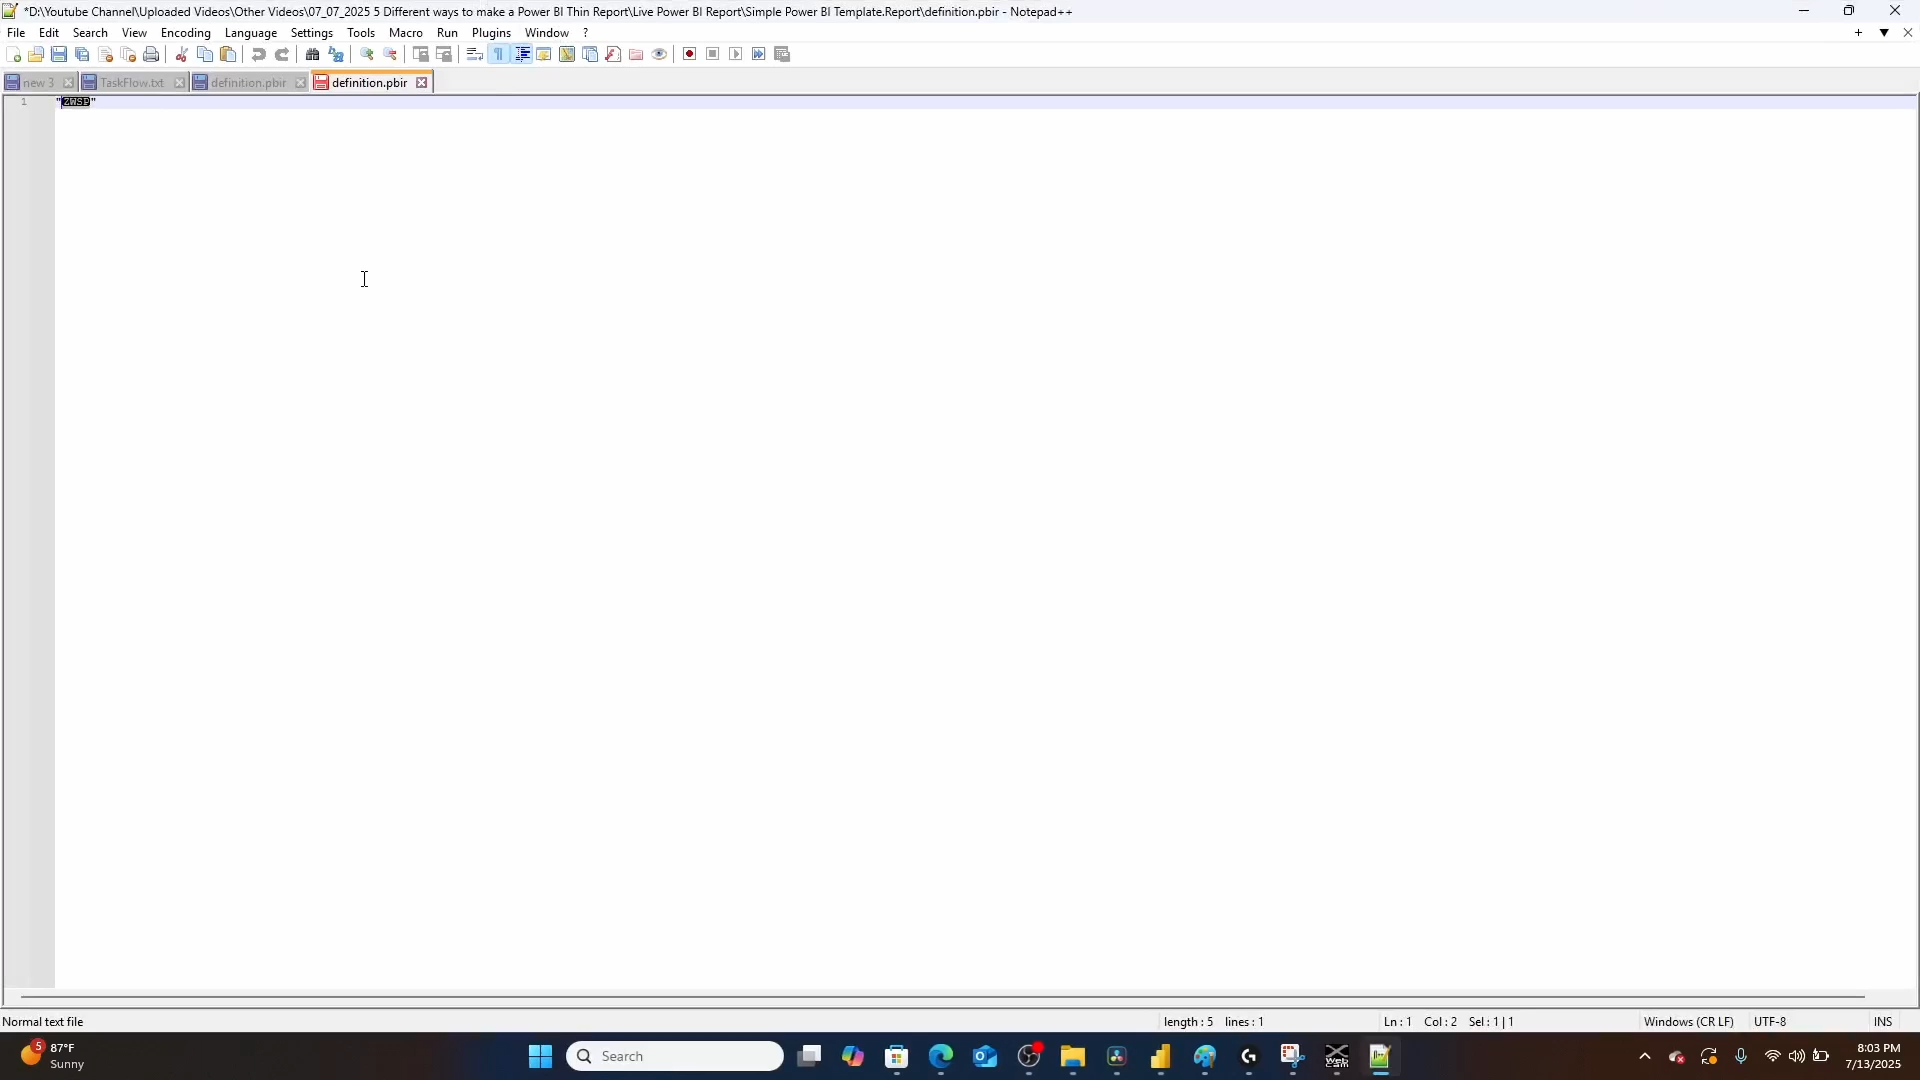 *D:\Youtube Channel\Uploaded Videos\Other Videos\07_07_2025 5 Different ways to make a Power BI Thin Report\Live Power BI Report\Simple Power BI Template.Report\definition.pbir - Notepad++
File Edit Search View Encoding Language Settings Tools Macro Run Plugins Window ?
new 3 TaskFlow.txt definition.pbir definition.pbir
1 "ZWSP"
Normal text file length : 5 lines : 1 Ln : 1 Col : 2 Sel : 1 | 1 Windows (CR LF) UTF-8 INS
5 87°F
Sunny
Search
WEB
CAM
8:03 PM
7/13/2025